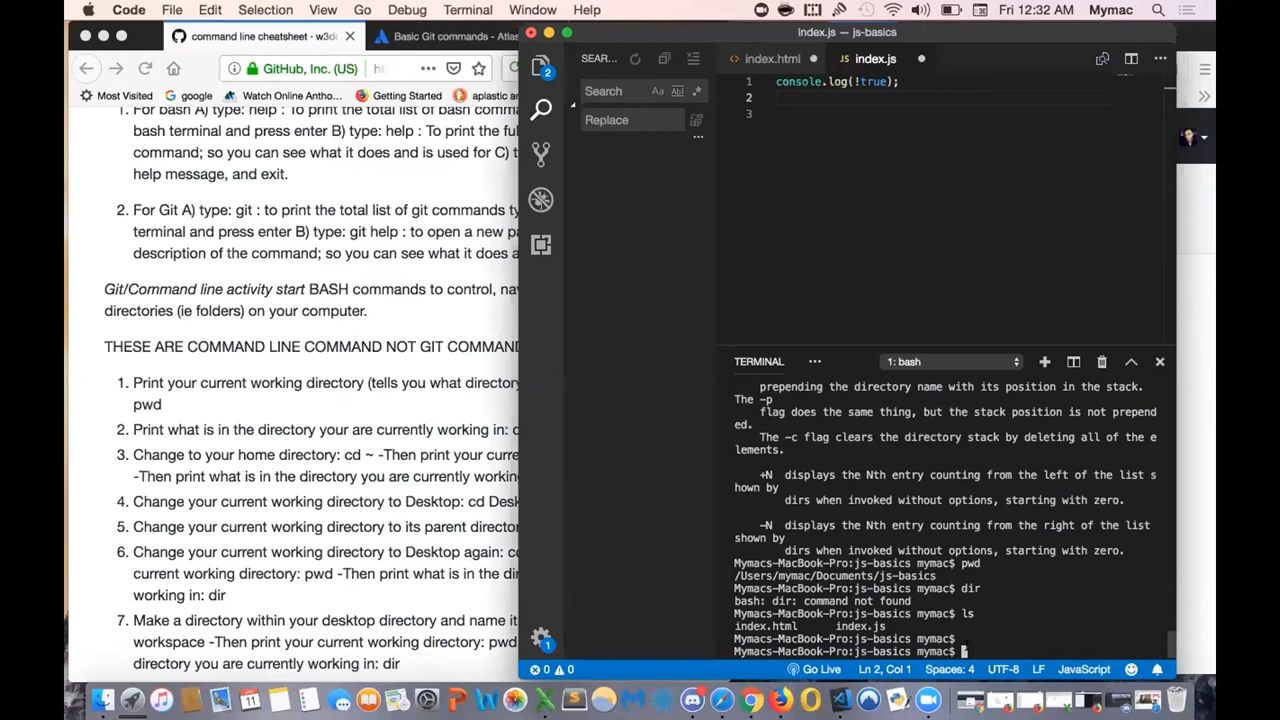 Code File Edit Selection View Go Debug Terminal Window Help Fri 12:32 AM Mymac
command line cheatsheet - w3d
Basic Git commands - Atlas
index.js — js-basics
GitHub, Inc. (US)
Most Visited google Watch Online Antho... Getting Started aplastic an
1. For bash A) type: help : To print the total list of bash comma
bash terminal and press enter B) type: help : To print the ful
command; so you can see what it does and is used for C) t
help message, and exit.
2. For Git A) type: git : to print the total list of git commands ty
terminal and press enter B) type: git help : to open a new pa
description of the command; so you can see what it does a
Git/Command line activity start BASH commands to control, na
directories (ie folders) on your computer.
THESE ARE COMMAND LINE COMMAND NOT GIT COMMAND
1. Print your current working directory (tells you what directory
pwd
2. Print what is in the directory your are currently working in: d
3. Change to your home directory: cd ~ -Then print your curre
-Then print what is in the directory you are currently working
4. Change your current working directory to Desktop: cd Desk
5. Change your current working directory to its parent director
6. Change your current working directory to Desktop again: cd
current working directory: pwd -Then print what is in the dir
working in: dir
7. Make a directory within your desktop directory and name it
workspace -Then print your current working directory: pwd
directory you are currently working in: dir
SEAR...
Search
Aa
Replace
index.html
index.js
1 console.log(!true);
2
3
TERMINAL
1: bash
prepending the directory name with its position in the stack.
The -p
flag does the same thing, but the stack position is not prepend
ed.
The -c flag clears the directory stack by deleting all of the e
lements.
+N displays the Nth entry counting from the left of the list s
hown by
dirs when invoked without options, starting with zero.
-N displays the Nth entry counting from the right of the list
shown by
dirs when invoked without options, starting with zero.
Mymacs-MacBook-Pro:js-basics mymac$ pwd
/Users/mymac/Documents/js-basics
Mymacs-MacBook-Pro:js-basics mymac$ dir
bash: dir: command not found
Mymacs-MacBook-Pro:js-basics mymac$ ls
index.html index.js
Mymacs-MacBook-Pro:js-basics mymac$
Mymacs-MacBook-Pro:js-basics mymac$
0 0 Go Live Ln 2, Col 1 Spaces: 4 UTF-8 LF JavaScript